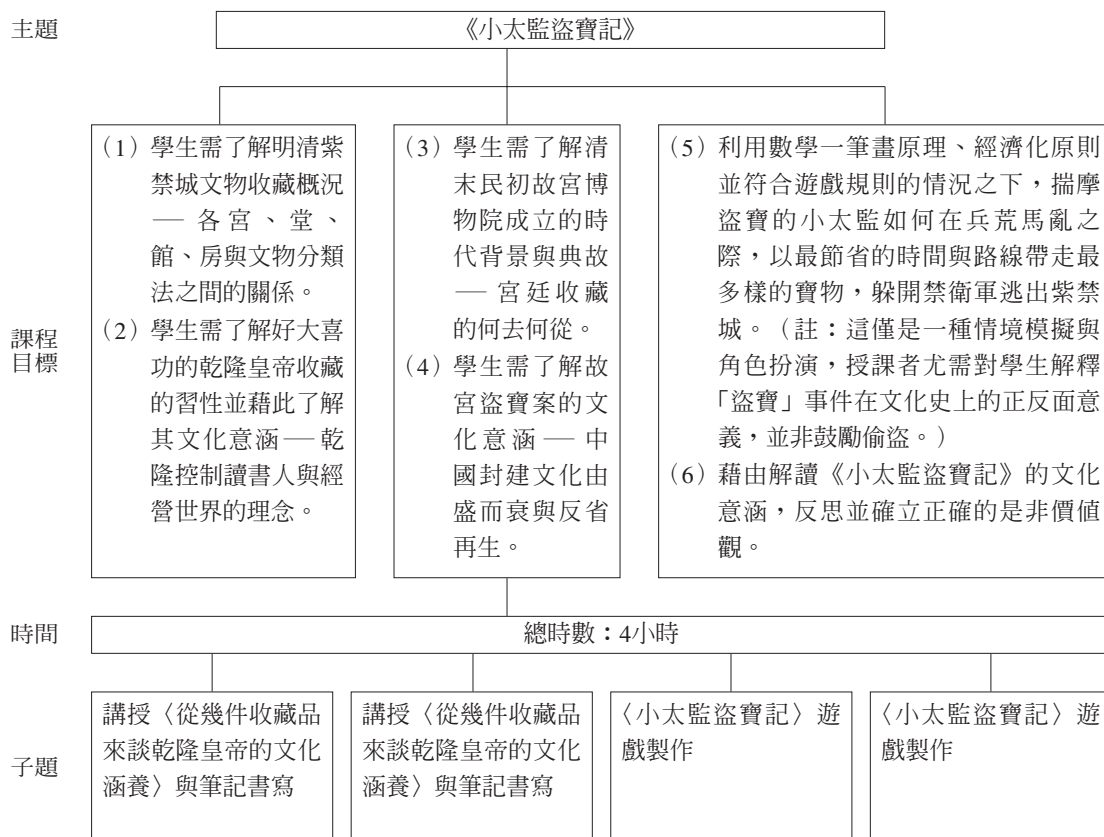 主題
《小太監盜寶記》
課程
目標
（1）學生需了解明清紫
禁城文物收藏概況
── 各宮、堂、
館、房與文物分類
法之間的關係。
（2）學生需了解好大喜
功的乾隆皇帝收藏
的習性並藉此了解
其文化意涵── 乾
隆控制讀書人與經
營世界的理念。
（3）學生需了解清
末民初故宮博
物院成立的時
代背景與典故
── 宮廷收藏
的何去何從。
（4）學生需了解故
宮盜寶案的文
化意涵── 中
國封建文化由
盛而衰與反省
再生。
（5）利用數學一筆畫原理、經濟化原則
並符合遊戲規則的情況之下，揣摩
盜寶的小太監如何在兵荒馬亂之
際，以最節省的時間與路線帶走最
多樣的寶物，躲開禁衛軍逃出紫禁
城。（註：這僅是一種情境模擬與
角色扮演，授課者尤需對學生解釋
「盜寶」事件在文化史上的正反面意
義，並非鼓勵偷盜。）
（6）藉由解讀《小太監盜寶記》的文化
意涵，反思並確立正確的是非價值
觀。
時間
總時數：4小時
子題
講授〈從幾件收藏品
來談乾隆皇帝的文化
涵養〉與筆記書寫
講授〈從幾件收藏品
來談乾隆皇帝的文化
涵養〉與筆記書寫
〈小太監盜寶記〉遊
戲製作
〈小太監盜寶記〉遊
戲製作